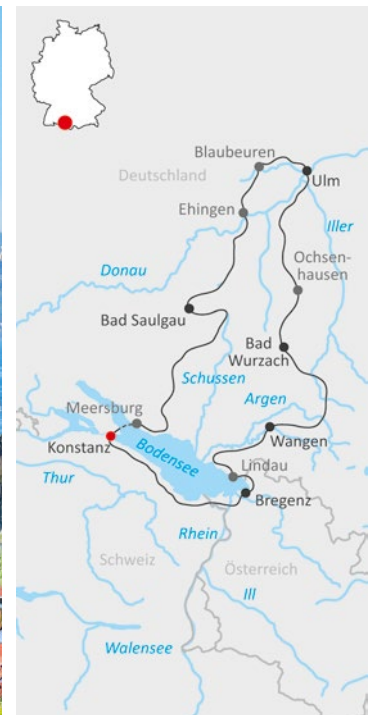 Blaubeuren
Deutschland
Ulm
Ehingen
Iller
Donau
Ochsen-
hausen
Bad Saulgau
Bad
Wurzach
Schussen
Argen
Meersburg
Wangen
Konstanz
Bodensee
Lindau
Thur
Bregenz
Rhein
Schweiz
Österreich
Ill
Walensee